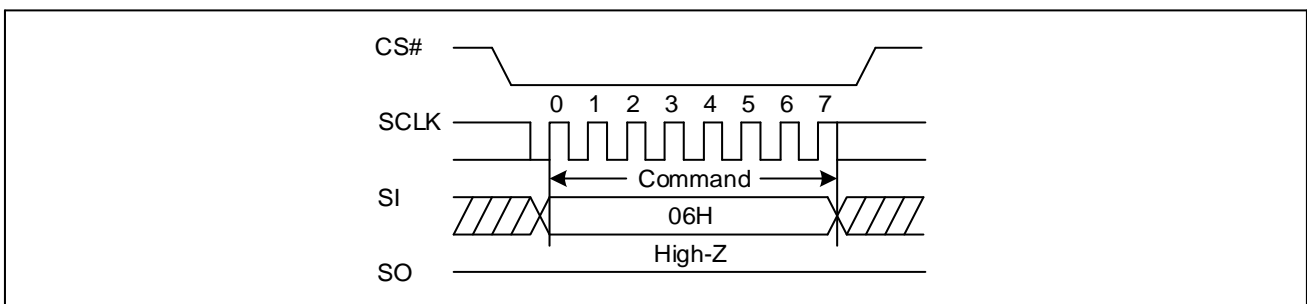 CS#
0 1 2 3 4 5 6 7
SCLK
Command
SI
06H
High-Z
SO